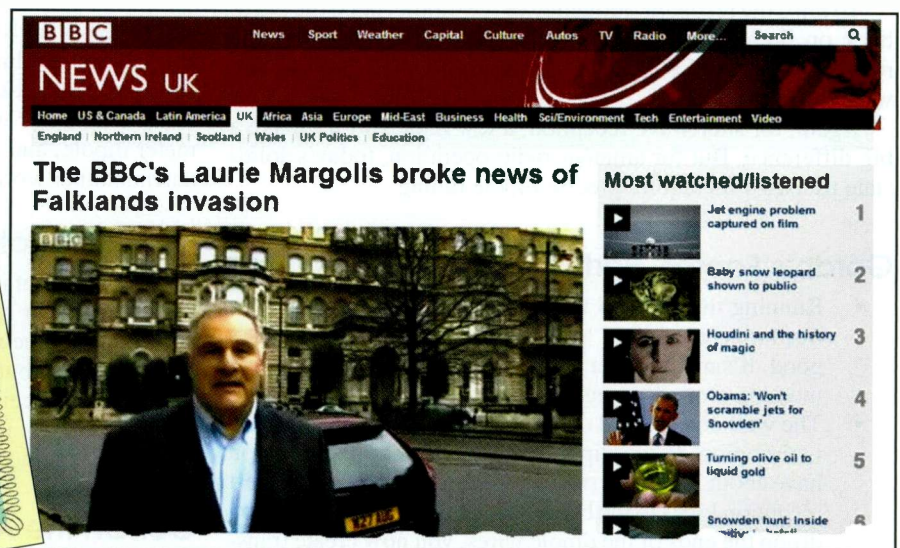 BBC
News Sport Weather Capital Culture Autos TV Radio More... Search
NEWS UK
Home US & Canada Latin America UK Africa Asia Europe Mid-East Business Health Sci/Environment Tech Entertainment Video
England Northern Ireland Scotland Wales UK Politics Education
The BBC's Laurie Margolis broke news of
Falklands invasion
BBC
Most watched/listened
Jet engine problem
captured on film
1
Baby snow leopard
shown to public
2
Houdini and the history
of magic
3
Obama: 'Won't
scramble jets for
Snowden'
4
Turning olive oil to
liquid gold
5
Snowden hunt: Inside
6